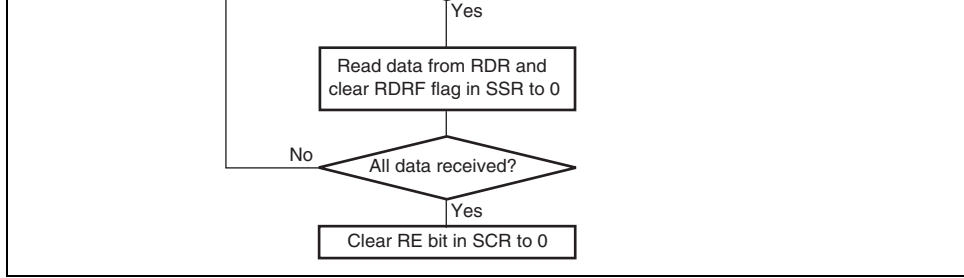 Yes
Read data from RDR and
clear RDRF flag in SSR to 0
No
All data received?
Yes
Clear RE bit in SCR to 0